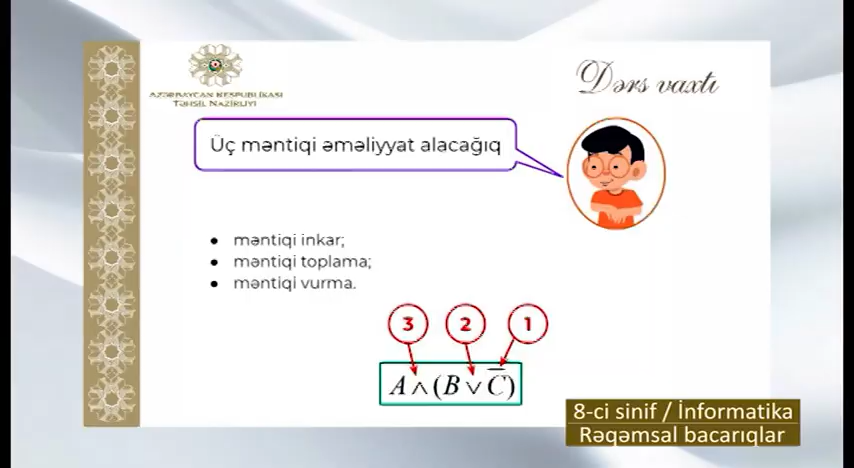 AZƏRBAYCAN RESPUBLİKASI
TƏHSİL NAZİRLİYİ
Dərs vaxtı
Üç məntiqi əməliyyat alacağıq
• məntiqi inkar;
• məntiqi toplama;
• məntiqi vurma.
3 2 1
A ∧ (B ∨ C̅)
8-ci sinif / İnformatika
Rəqəmsal bacarıqlar